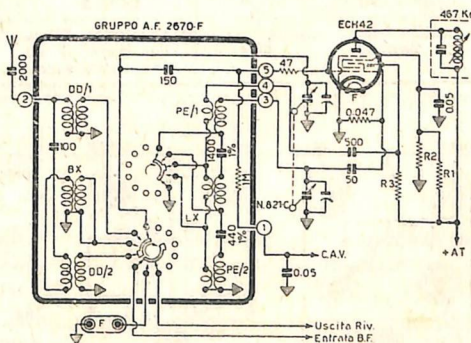 GRUPPO A.F. 2670-F
ECH42
467 Kc
2000
2
DD/1
100
BX
DD/2
150
PE/1
1400
1%
1M
LX
440
1%
PE/2
5
4
3
1
47
F
0.047
500
50
N.821-C
R3
R2
R1
0.05
+AT
C.A.V.
0.05
F
Uscita Riv.
Entrata B.F.